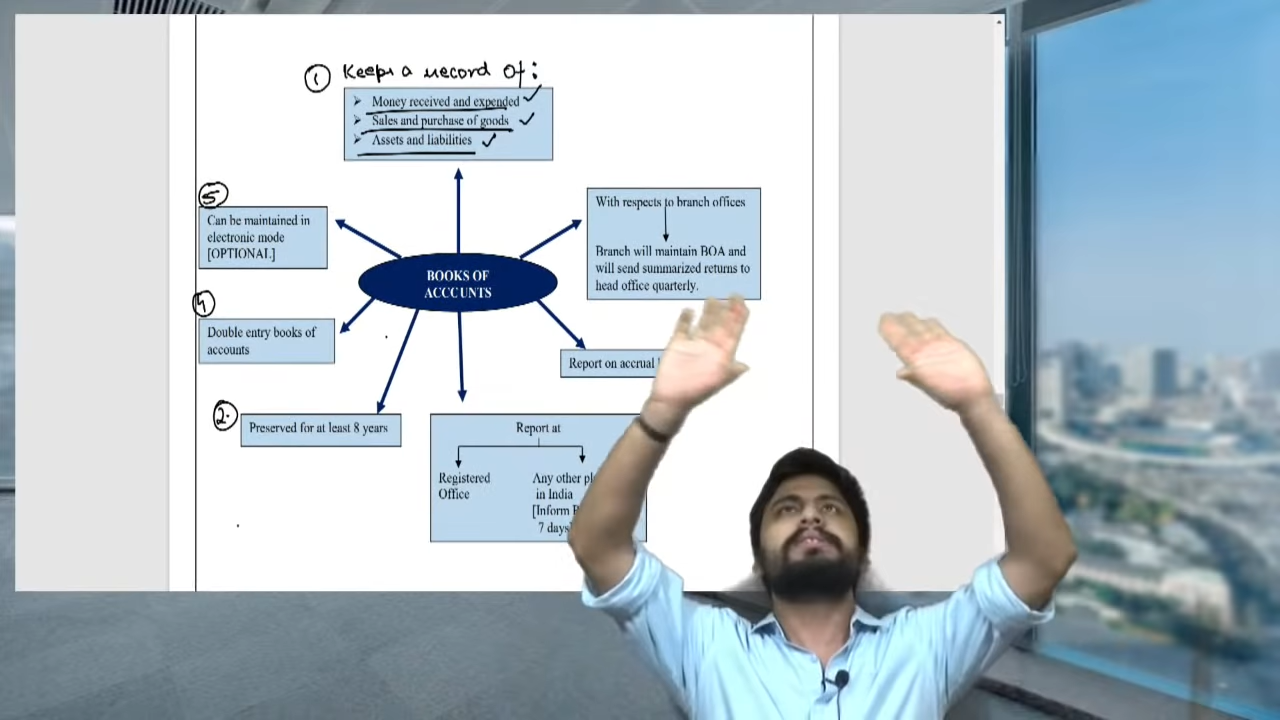 ① Keeps a record of:
➢ Money received and expended ✓
➢ Sales and purchase of goods ✓
➢ Assets and liabilities ✓
⑤
Can be maintained in
electronic mode
[OPTIONAL]
With respects to branch offices
Branch will maintain BOA and
will send summarized returns to
head office quarterly.
BOOKS OF
ACCCUNTS
④
Double entry books of
accounts
Report on accrual
②
Preserved for at least 8 years
Report at
Registered
Office
Any other
in India
[Inform
7 days